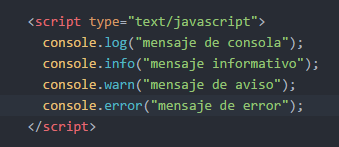 <script type="text/javascript">
console.log("mensaje de consola");
console.info("mensaje informativo");
console.warn("mensaje de aviso");
console.error("mensaje de error");
</script>